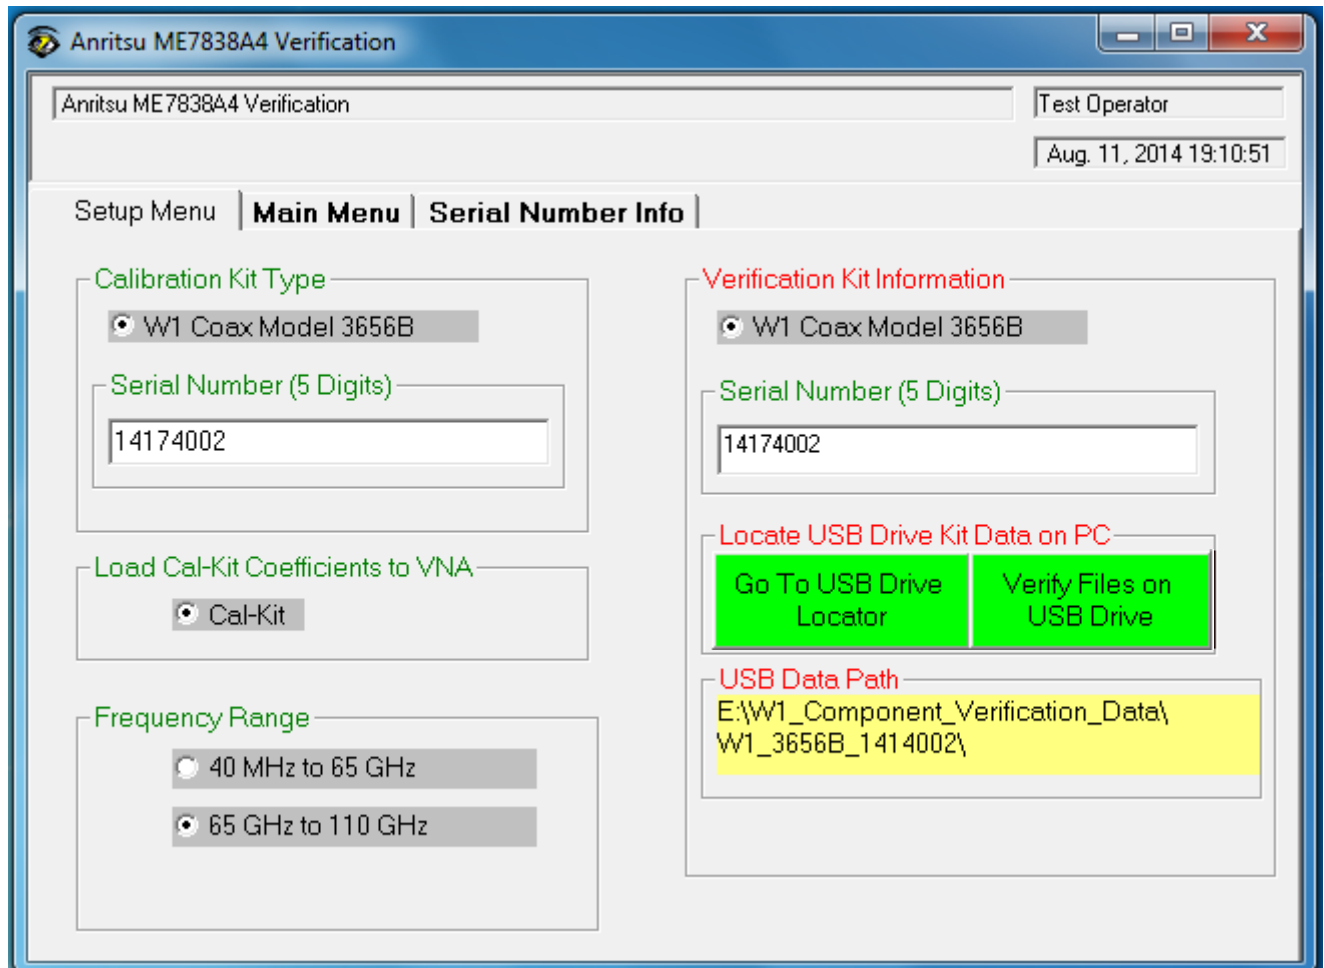 Anritsu ME7838A4 Verification
Anritsu ME7838A4 Verification
Test Operator
Aug. 11, 2014 19:10:51
Setup Menu
Main Menu
Serial Number Info
Calibration Kit Type
W1 Coax Model 3656B
Serial Number (5 Digits)
14174002
Load Cal-Kit Coefficients to VNA
Cal-Kit
Frequency Range
40 MHz to 65 GHz
65 GHz to 110 GHz
Verification Kit Information
W1 Coax Model 3656B
Serial Number (5 Digits)
14174002
Locate USB Drive Kit Data on PC
Go To USB Drive
Locator
Verify Files on
USB Drive
USB Data Path
E:\W1_Component_Verification_Data\
W1_3656B_1414002\